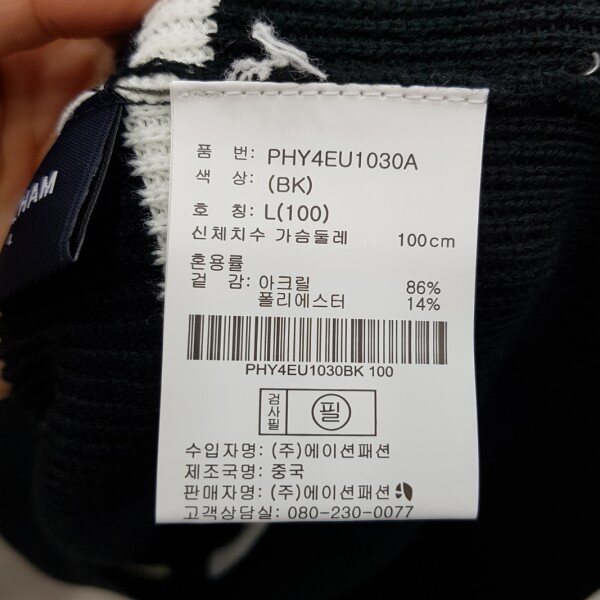 HAM
L
품 번: PHY4EU1030A
색 상: (BK)
호 칭: L(100)
신체치수 가슴둘레 100cm
혼용률
겉 감: 아크릴 86%
폴리에스터 14%
PHY4EU1030BK 100
검사필 필
수입자명: (주)에이션패션
제조국명: 중국
판매자명: (주)에이션패션
고객상담실: 080-230-0077